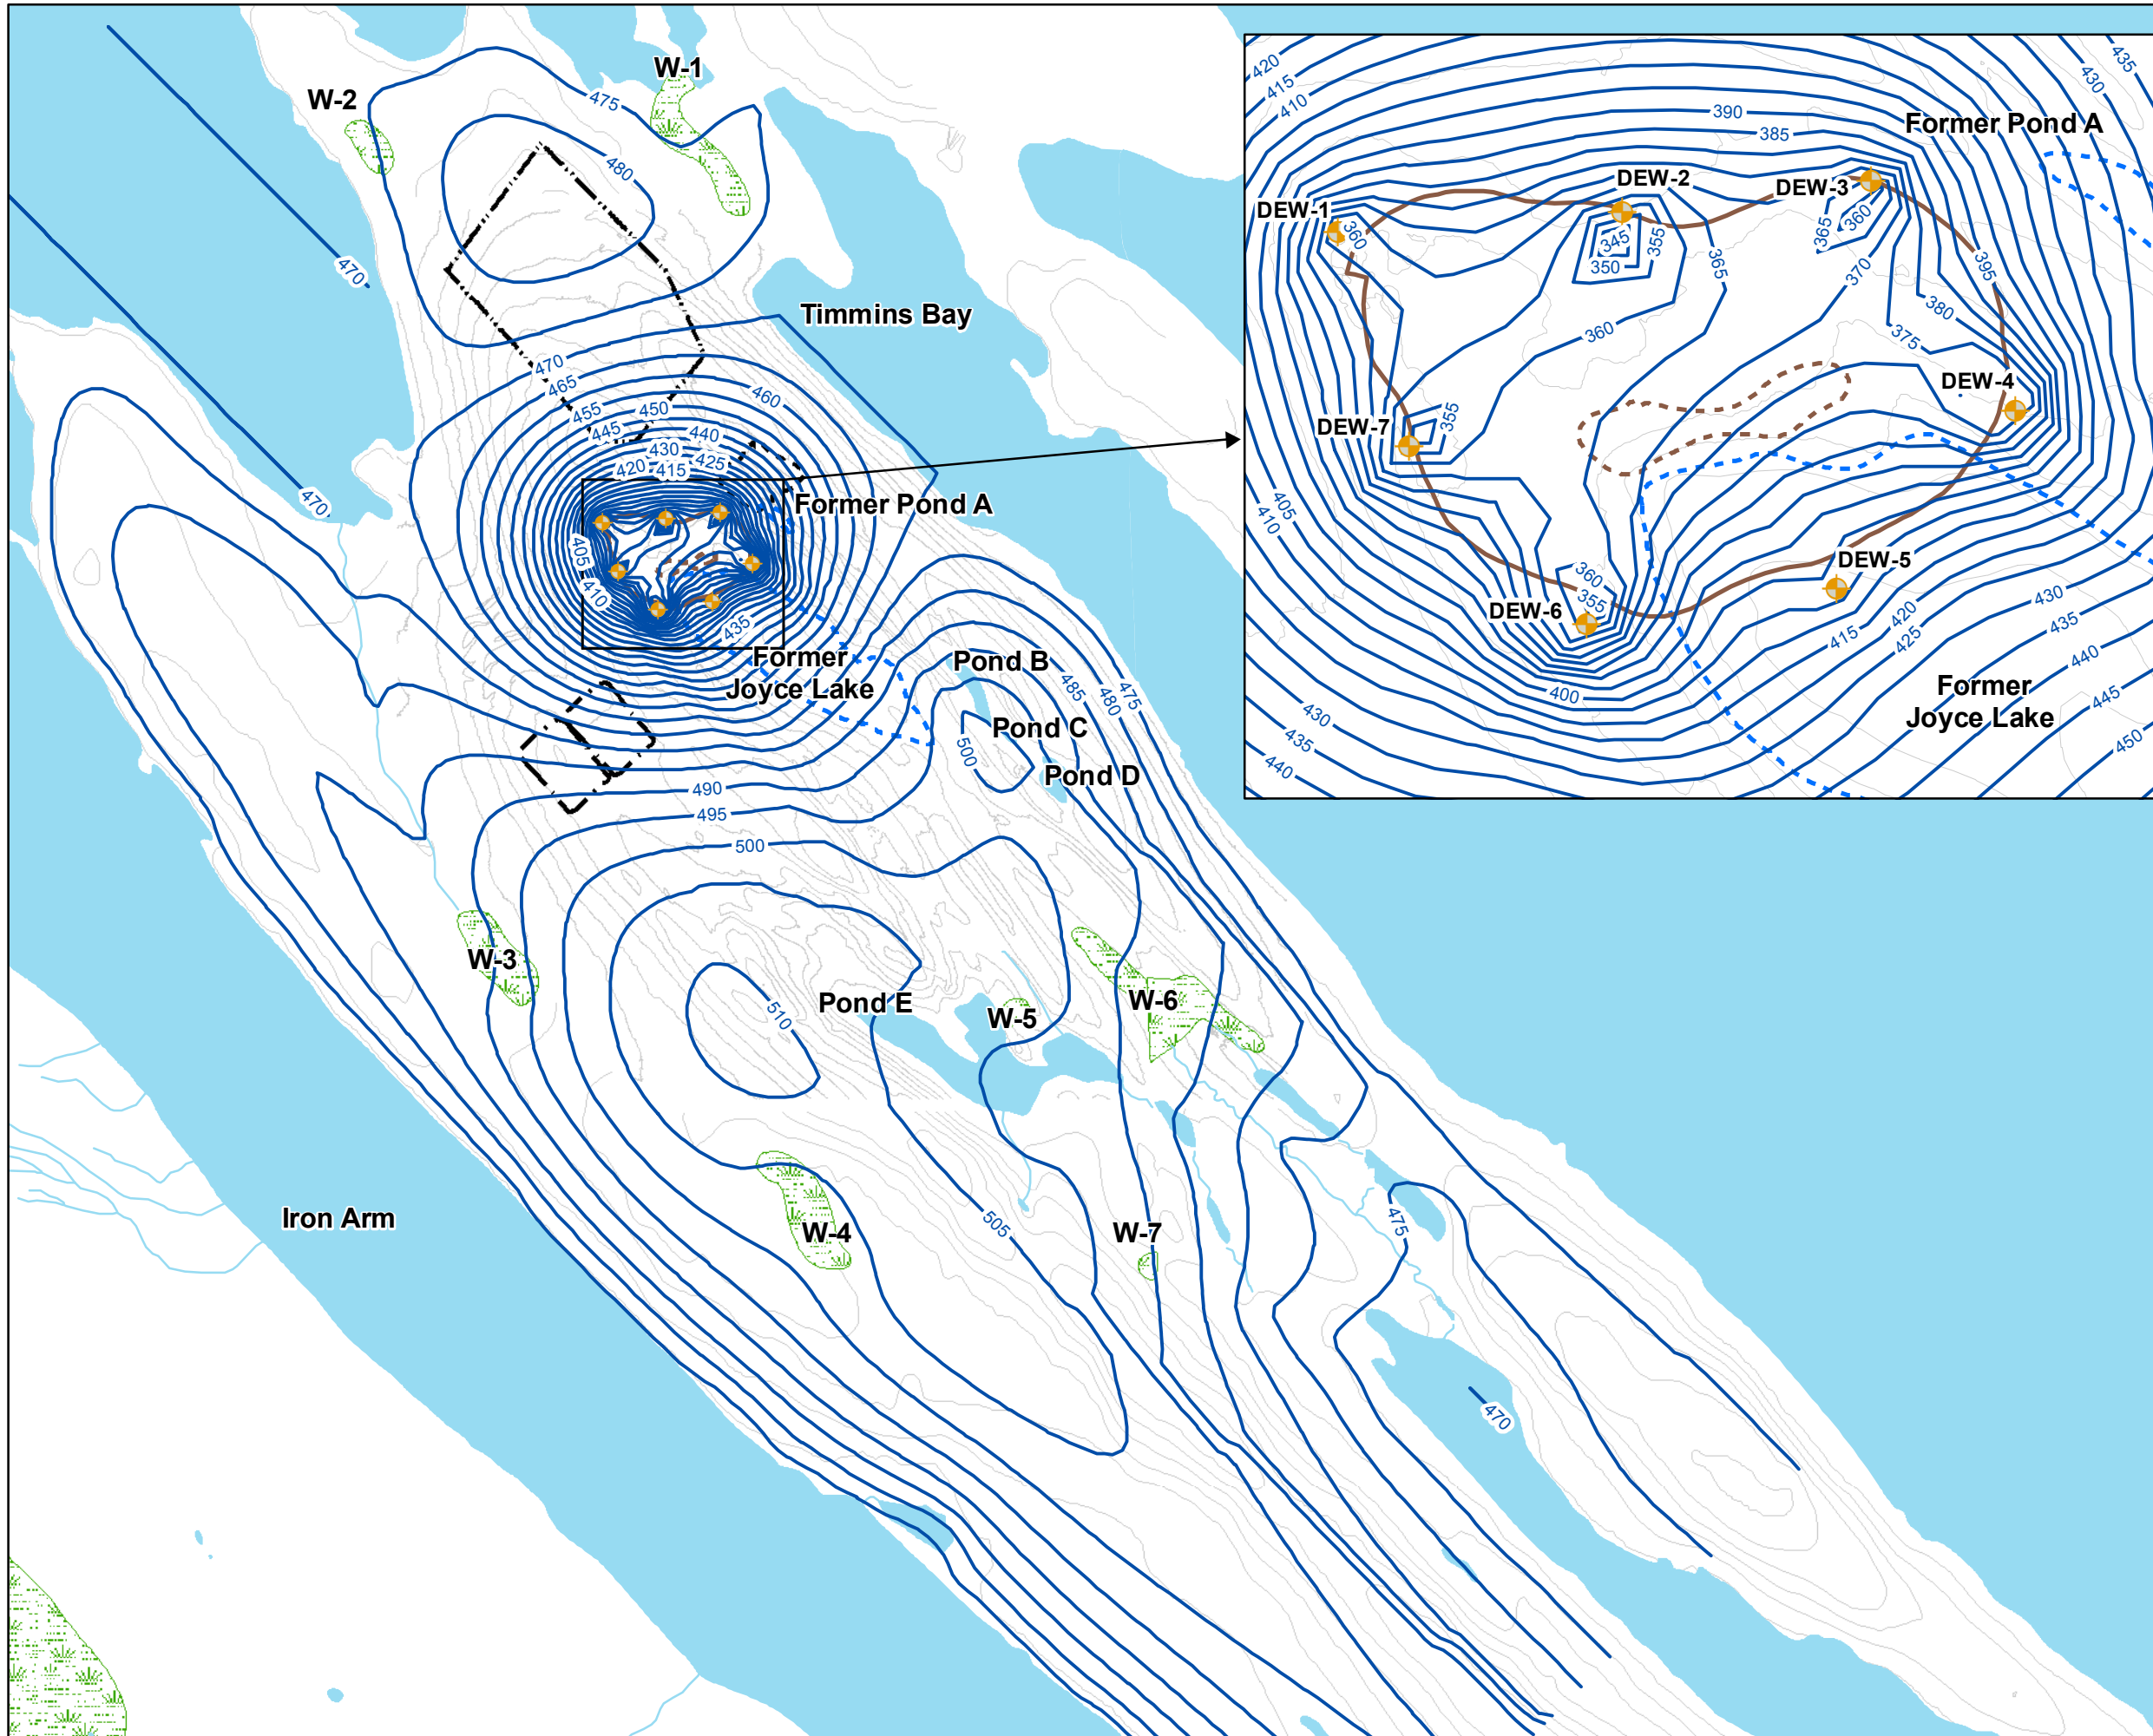 W-1
W-2
475
480
470
Timmins Bay
470
465
460
455
450
445
440
430
425
420
415
470
Former Pond A
405
410
435
Former
Joyce Lake
Pond B
485
480
475
Pond C
500
Pond D
490
495
500
W-3
Pond E
510
W-5
W-6
Iron Arm
W-4
505
W-7
475
470
420
415
410
435
430
390
385
Former Pond A
DEW-1
DEW-2
DEW-3
360
345
350
355
365
365
360
370
395
380
375
360
DEW-4
DEW-7
355
405
410
DEW-5
360
355
DEW-6
400
415
420
425
430
435
440
445
450
430
435
440
Former
Joyce Lake